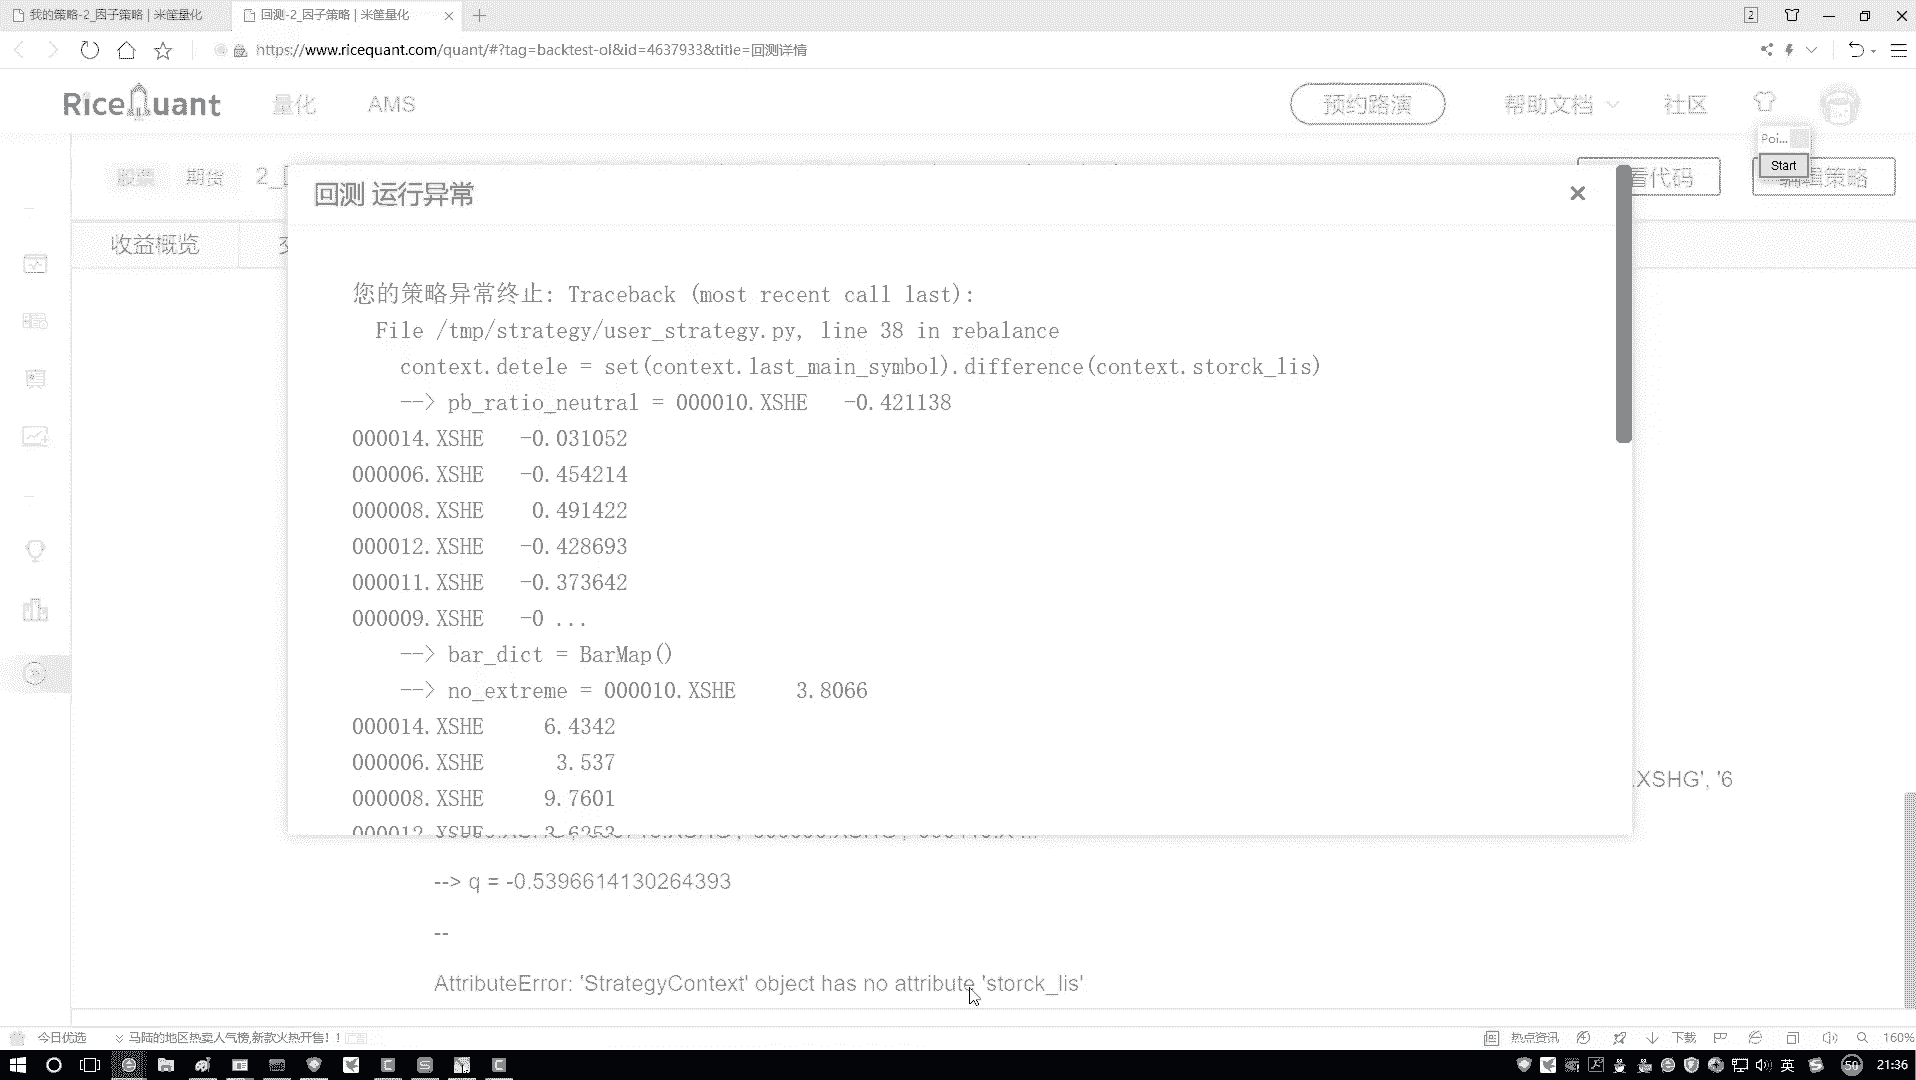 我的策略-2_因子策略 | 米筐量化
回测-2_因子策略 | 米筐量化
2
https://www.ricequant.com/quant/#?tag=backtest-ol&id=4637933&title=回测详情
RiceQuant
量化
AMS
预约路演
帮助文档
社区
Poi...
Start
股票
期货
2_
看代码
编辑策略
回测 运行异常
收益概览
您的策略异常终止: Traceback (most recent call last):
File /tmp/strategy/user_strategy.py, line 38 in rebalance
context.detele = set(context.last_main_symbol).difference(context.storck_lis)
--> pb_ratio_neutral = 000010.XSHE -0.421138
000014.XSHE -0.031052
000006.XSHE -0.454214
000008.XSHE 0.491422
000012.XSHE -0.428693
000011.XSHE -0.373642
000009.XSHE -0 ...
--> bar_dict = BarMap()
--> no_extreme = 000010.XSHE 3.8066
000014.XSHE 6.4342
000006.XSHE 3.537
000008.XSHE 9.7601
.XSHG', '6
000012.XSHE 3.6253
--> q = -0.5396614130264393
--
AttributeError: 'StrategyContext' object has no attribute 'storck_lis'
今日优选
马陆的地区热卖人气榜,新款火热开售!!
广告
热点资讯
下载
160%
英
50
21:36